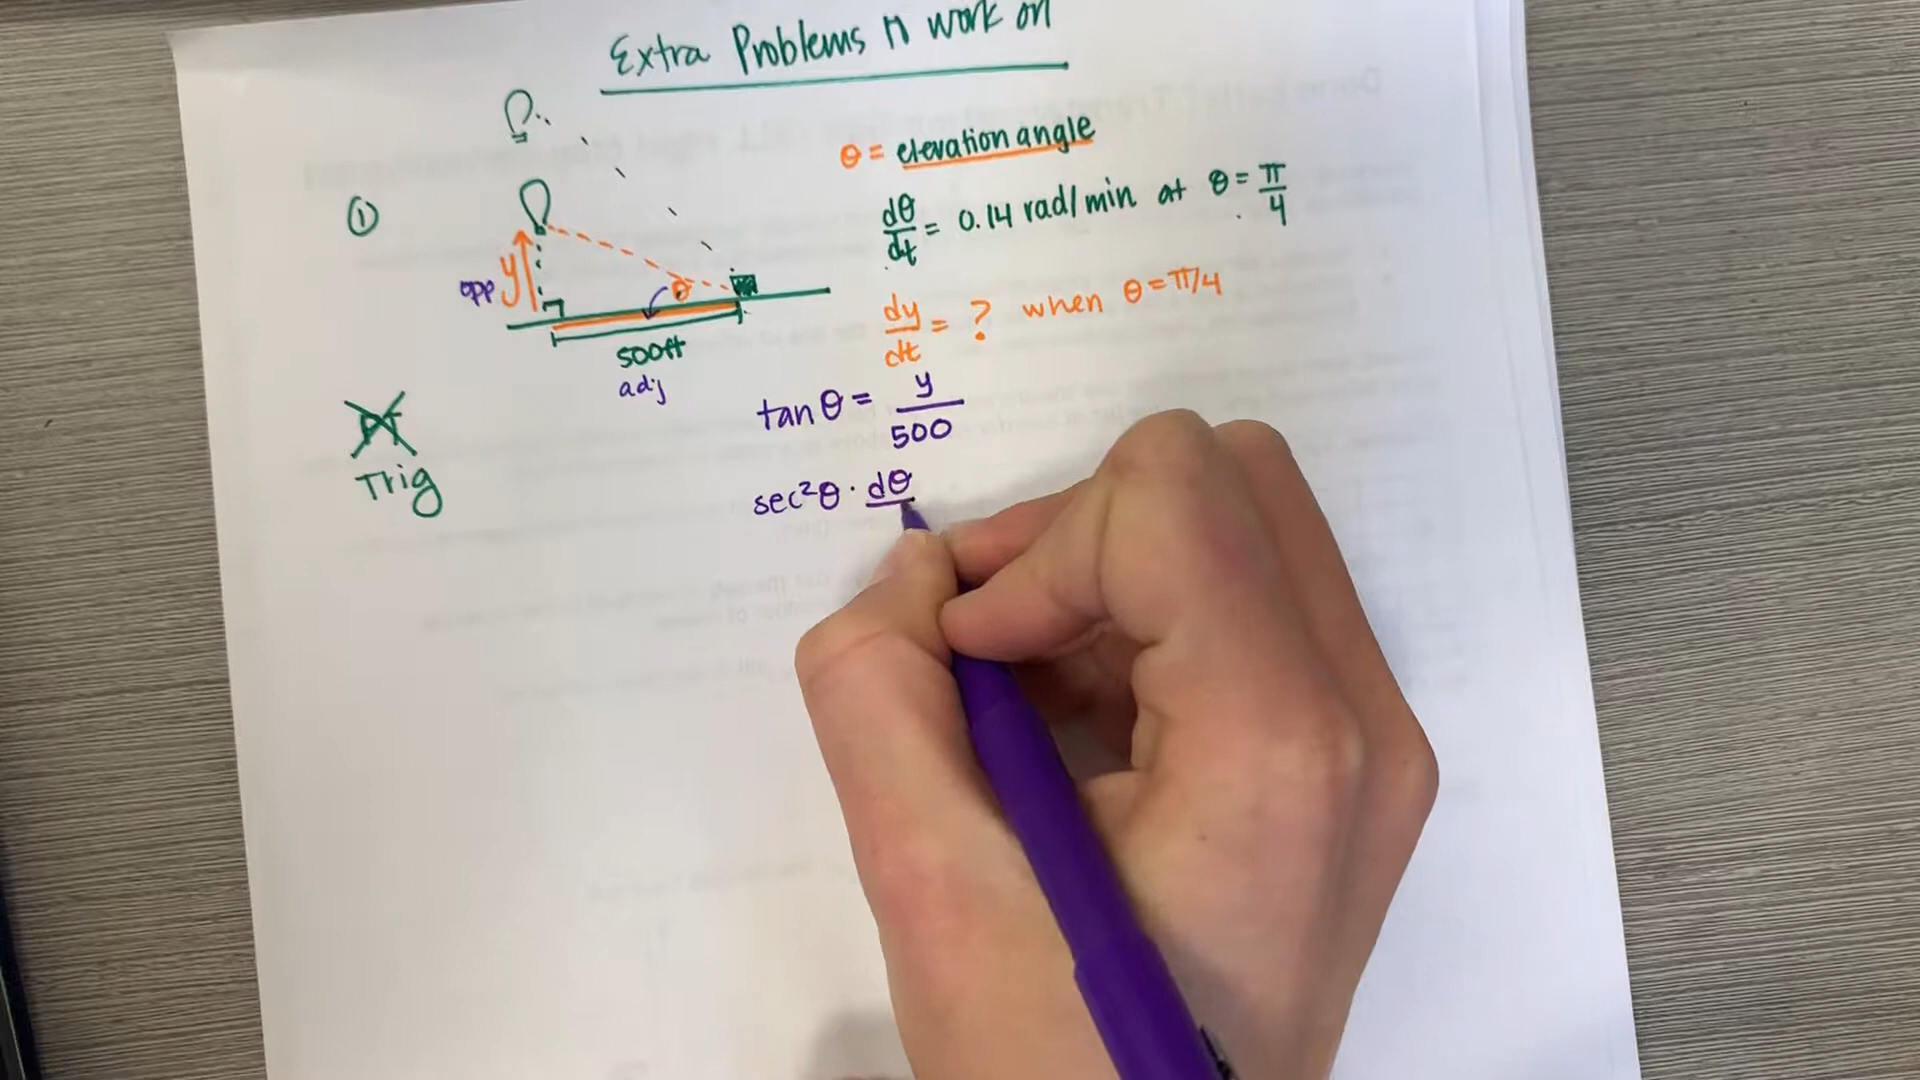 Extra Problems to work on
①
θ = elevation angle
dθ/dt = 0.14 rad/min at θ = π/4
opp y
θ
500ft
adj
dy/dt = ? when θ = π/4
Trig
tan θ = y/500
sec²θ · dθ